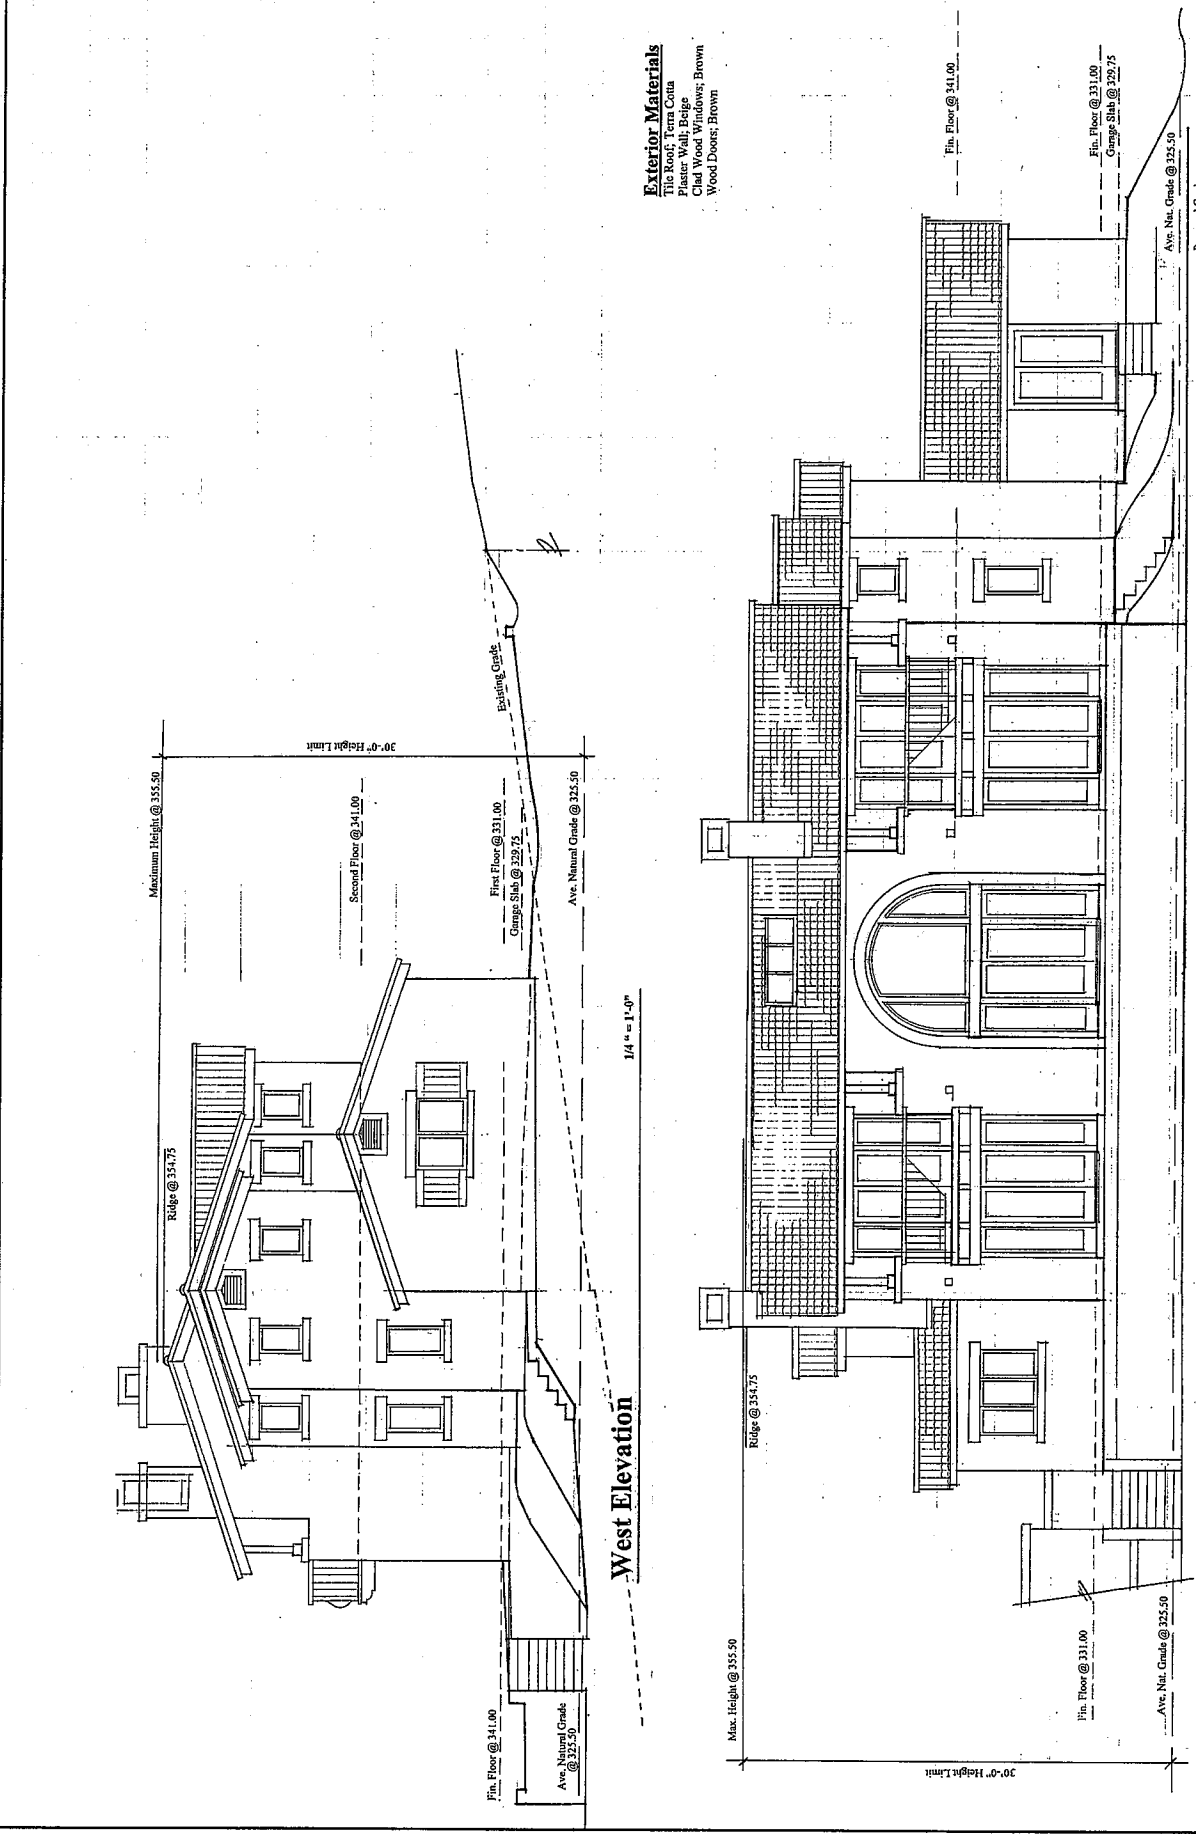 Maximum Height @ 355.50
Ridge @ 354.75
30'-0" Height Limit
Second Floor @ 341.00
Existing Grade
First Floor @ 331.00
Garage Slab @ 329.75
Ave. Natural Grade @ 325.50
Fin. Floor @ 341.00
Ave. Natural Grade
@ 325.50
West Elevation
1/4 " = 1'-0"
Exterior Materials
Tile Roof; Terra Cotta
Plaster Wall; Beige
Clad Wood Windows; Brown
Wood Doors; Brown
Max. Height @ 355.50
Ridge @ 354.75
30'-0" Height Limit
Fin. Floor @ 341.00
Fin. Floor @ 331.00
Garage Slab @ 329.75
Fin. Floor @ 331.00
Ave. Nat. Grade @ 325.50
Ave. Nat. Grade @ 325.50